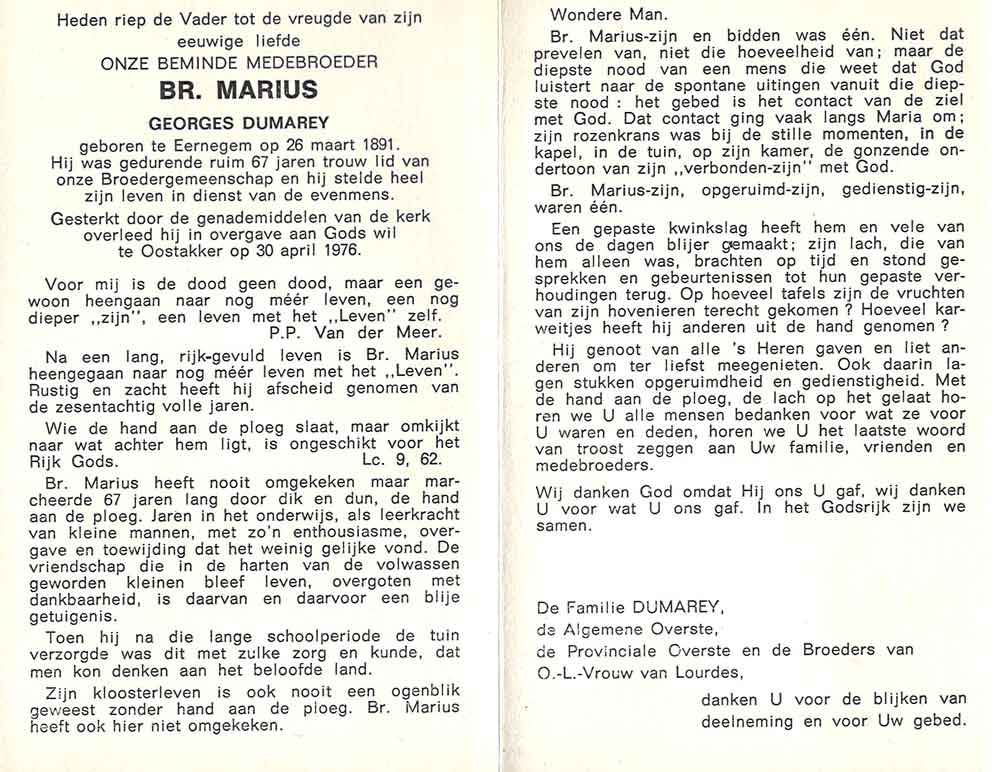 Heden riep de Vader tot de vreugde van zijn
eeuwige liefde
ONZE BEMINDE MEDEBROEDER
BR. MARIUS
GEORGES DUMAREY
geboren te Eernegem op 26 maart 1891.
Hij was gedurende ruim 67 jaren trouw lid van
onze Broedergemeenschap en hij stelde heel
zijn leven in dienst van de evenmens.
Gesterkt door de genademiddelen van de kerk
overleed hij in overgave aan Gods wil
te Oostakker op 30 april 1976.
Voor mij is de dood geen dood, maar een ge-
woon heengaan naar nog méér leven, een nog
dieper „zijn", een leven met het „Leven" zelf.
P.P. Van der Meer.
Na een lang, rijk-gevuld leven is Br. Marius
heengegaan naar nog méér leven met het „Leven".
Rustig en zacht heeft hij afscheid genomen van
de zesentachtig volle jaren.
Wie de hand aan de ploeg slaat, maar omkijkt
naar wat achter hem ligt, is ongeschikt voor het
Rijk Gods. Lc. 9, 62.
Br. Marius heeft nooit omgekeken maar mar-
cheerde 67 jaren lang door dik en dun, de hand
aan de ploeg. Jaren in het onderwijs, als leerkracht
van kleine mannen, met zo'n enthousiasme, over-
gave en toewijding dat het weinig gelijke vond. De
vriendschap die in de harten van de volwassen
geworden kleinen bleef leven, overgoten met
dankbaarheid, is daarvan en daarvoor een blije
getuigenis.
Toen hij na die lange schoolperiode de tuin
verzorgde was dit met zulke zorg en kunde, dat
men kon denken aan het beloofde land.
Zijn kloosterleven is ook nooit een ogenblik
geweest zonder hand aan de ploeg. Br. Marius
heeft ook hier niet omgekeken.
Wondere Man.
Br. Marius-zijn en bidden was één. Niet dat
prevelen van, niet die hoeveelheid van; maar de
diepste nood van een mens die weet dat God
luistert naar de spontane uitingen vanuit die diep-
ste nood : het gebed is het contact van de ziel
met God. Dat contact ging vaak langs Maria om;
zijn rozenkrans was bij de stille momenten, in de
kapel, in de tuin, op zijn kamer, de gonzende on-
dertoon van zijn „verbonden-zijn" met God.
Br. Marius-zijn, opgeruimd-zijn, gedienstig-zijn,
waren één.
Een gepaste kwinkslag heeft hem en vele van
ons de dagen blijer gemaakt; zijn lach, die van
hem alleen was, brachten op tijd en stond ge-
sprekken en gebeurtenissen tot hun gepaste ver-
houdingen terug. Op hoeveel tafels zijn de vruchten
van zijn hovenieren terecht gekomen ? Hoeveel kar-
weitjes heeft hij anderen uit de hand genomen ?
Hij genoot van alle 's Heren gaven en liet an-
deren om ter liefst meegenieten. Ook daarin la-
gen stukken opgeruimdheid en gedienstigheid. Met
de hand aan de ploeg, de lach op het gelaat ho-
ren we U alle mensen bedanken voor wat ze voor
U waren en deden, horen we U het laatste woord
van troost zeggen aan Uw familie, vrienden en
medebroeders.
Wij danken God omdat Hij ons U gaf, wij danken
U voor wat U ons gaf. In het Godsrijk zijn we
samen.
De Familie DUMAREY,
de Algemene Overste,
de Provinciale Overste en de Broeders van
O.-L.-Vrouw van Lourdes,
danken U voor de blijken van
deelneming en voor Uw gebed.